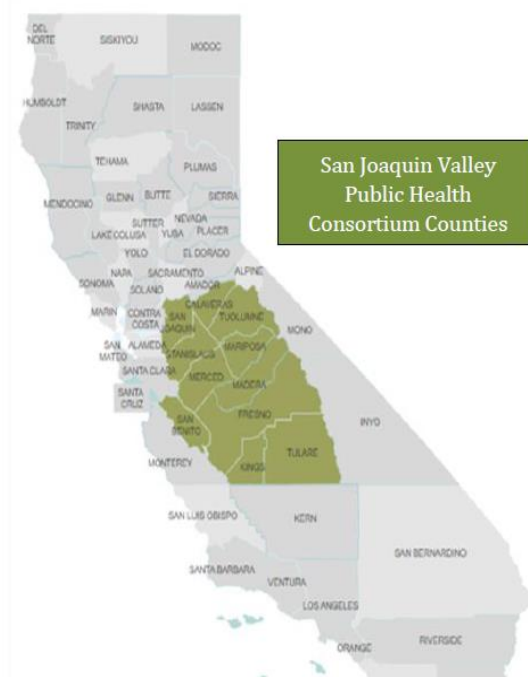 DEL
NORTE
SISKIYOU
MODOC
HUMBOLDT
TRINITY
SHASTA
LASSEN
San Joaquin Valley
Public Health
Consortium Counties
TEHAMA
PLUMAS
MENDOCINO
GLENN
BUTTE
SIERRA
LAKE
COLUSA
SUTTER
YUBA
NEVADA
PLACER
YOLO
EL DORADO
SONOMA
NAPA
SACRAMENTO
ALPINE
SOLANO
AMADOR
CALAVERAS
MARIN
CONTRA
COSTA
SAN
JOAQUIN
TUOLUMNE
MONO
SAN
MATEO
ALAMEDA
STANISLAUS
MARIPOSA
SANTA CLARA
MERCED
MADERA
SANTA
CRUZ
FRESNO
SAN
BENITO
INYO
MONTEREY
KINGS
TULARE
SAN LUIS OBISPO
KERN
SAN BERNARDINO
SANTA BARBARA
VENTURA
LOS ANGELES
ORANGE
RIVERSIDE